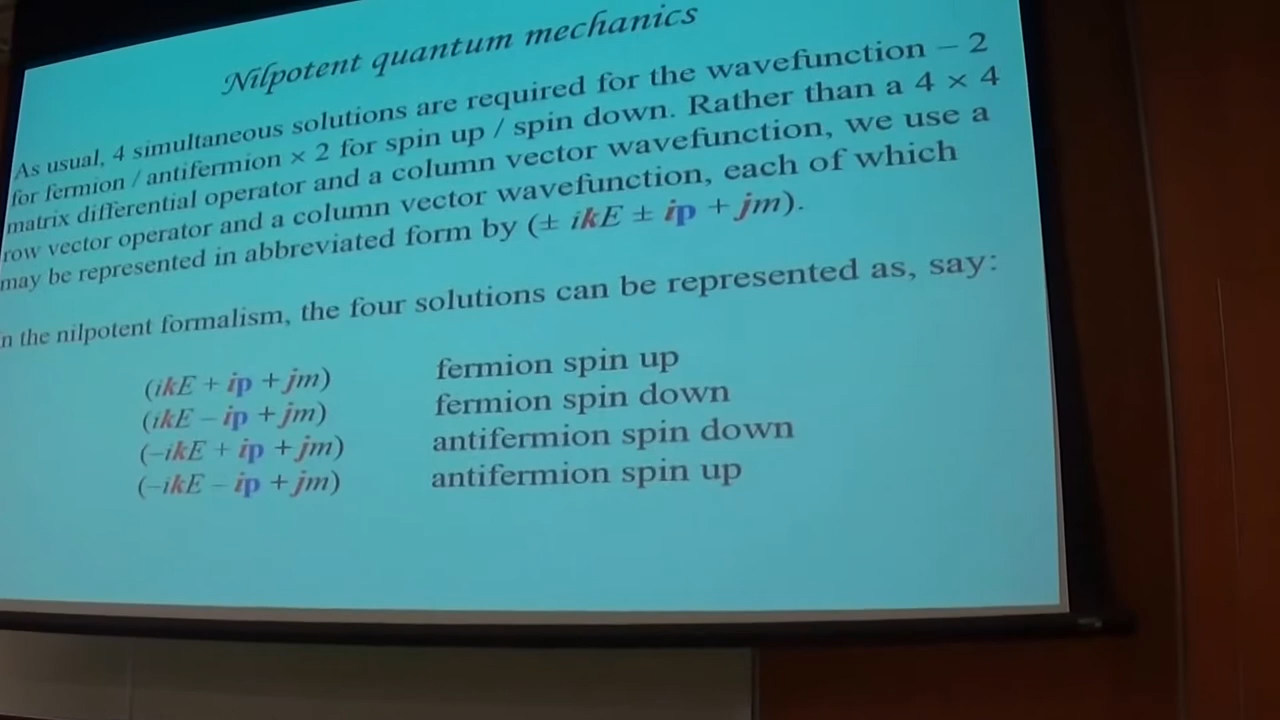 Nilpotent quantum mechanics
As usual, 4 simultaneous solutions are required for the wavefunction – 2
for fermion / antifermion × 2 for spin up / spin down. Rather than a 4 × 4
matrix differential operator and a column vector wavefunction, we use a
row vector operator and a column vector wavefunction, each of which
may be represented in abbreviated form by (± ikE ± ip + jm).
n the nilpotent formalism, the four solutions can be represented as, say:
(ikE + ip + jm) fermion spin up
(ikE – ip + jm) fermion spin down
(–ikE + ip + jm) antifermion spin down
(–ikE – ip + jm) antifermion spin up